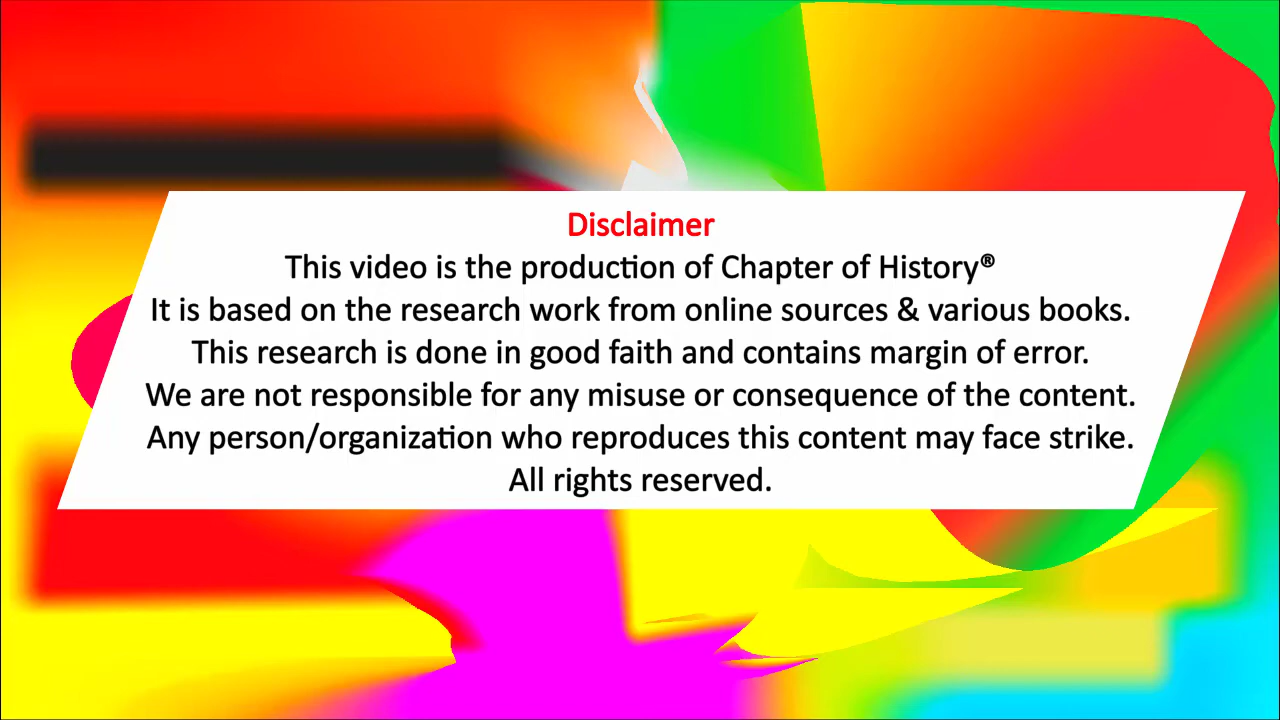 Disclaimer
This video is the production of Chapter of History®
It is based on the research work from online sources & various books.
This research is done in good faith and contains margin of error.
We are not responsible for any misuse or consequence of the content.
Any person/organization who reproduces this content may face strike.
All rights reserved.